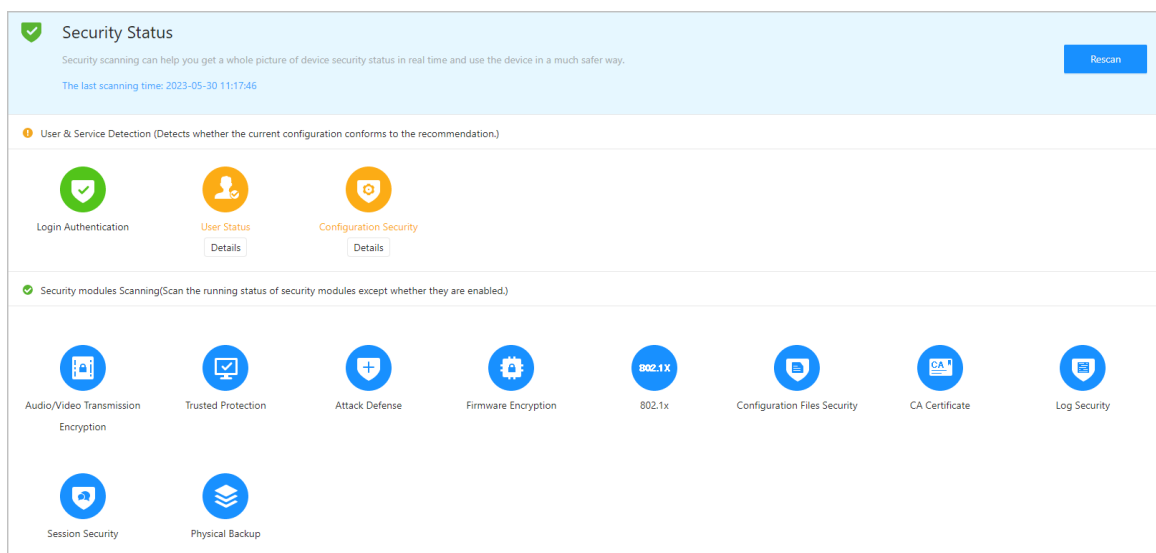 Security Status
Security scanning can help you get a whole picture of device security status in real time and use the device in a much safer way.
Rescan
The last scanning time: 2023-05-30 11:17:46
User & Service Detection (Detects whether the current configuration conforms to the recommendation.)
Login Authentication
User Status
Configuration Security
Details
Details
Security modules Scanning(Scan the running status of security modules except whether they are enabled.)
802.1X
CA
Audio/Video Transmission
Encryption
Trusted Protection
Attack Defense
Firmware Encryption
802.1x
Configuration Files Security
CA Certificate
Log Security
Session Security
Physical Backup